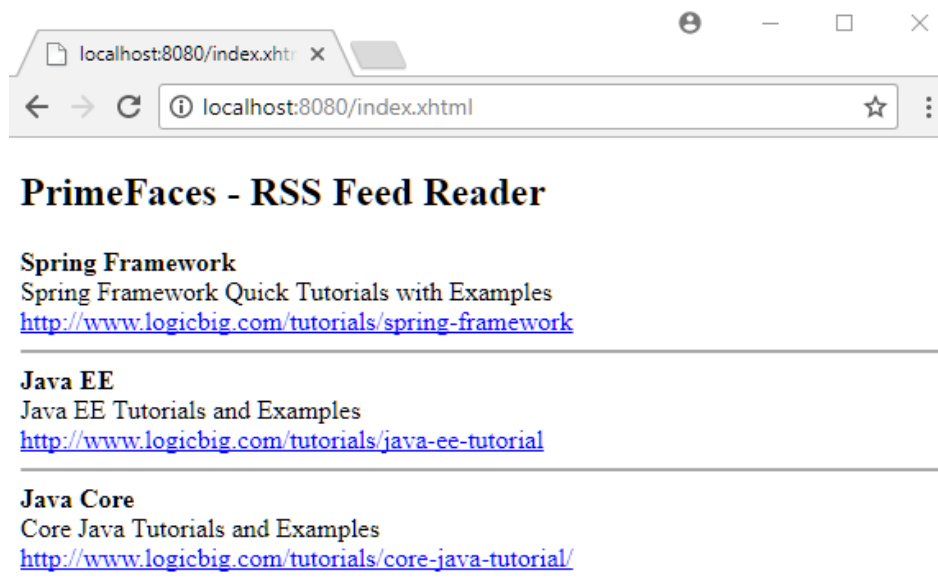 localhost:8080/index.xht
localhost:8080/index.xhtml
PrimeFaces - RSS Feed Reader
Spring Framework
Spring Framework Quick Tutorials with Examples
http://www.logicbig.com/tutorials/spring-framework
Java EE
Java EE Tutorials and Examples
http://www.logicbig.com/tutorials/java-ee-tutorial
Java Core
Core Java Tutorials and Examples
http://www.logicbig.com/tutorials/core-java-tutorial/